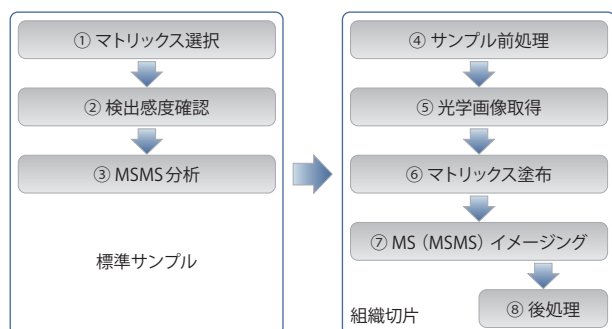 ① マトリックス選択
② 検出感度確認
③ MSMS分析
標準サンプル
④ サンプル前処理
⑤ 光学画像取得
⑥ マトリックス塗布
⑦ MS（MSMS）イメージング
⑧ 後処理
組織切片